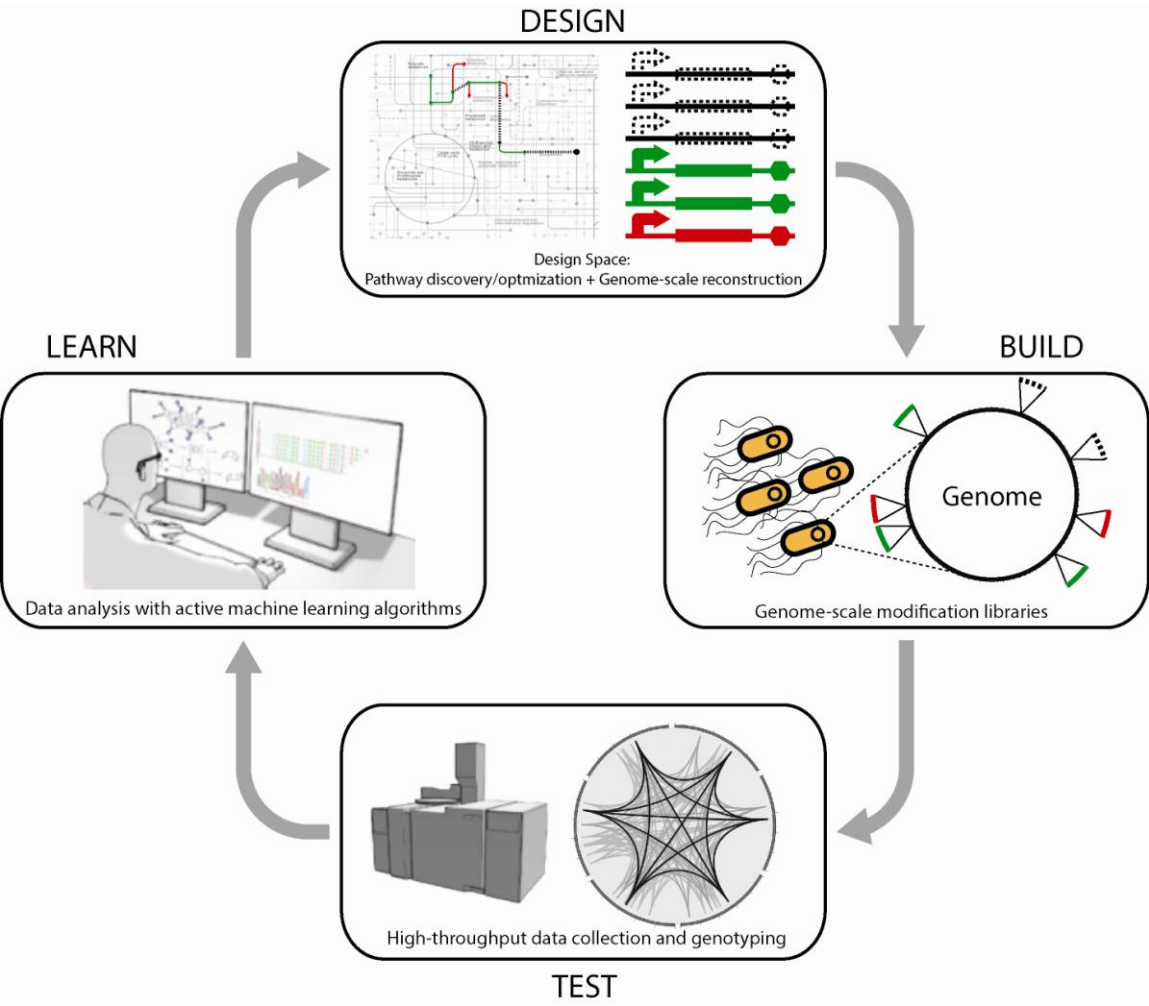 DESIGN
Design Space:
Pathway discovery/optmization + Genome-scale reconstruction
LEARN
BUILD
Genome
Data analysis with active machine learning algorithms
Genome-scale modification libraries
High-throughput data collection and genotyping
TEST